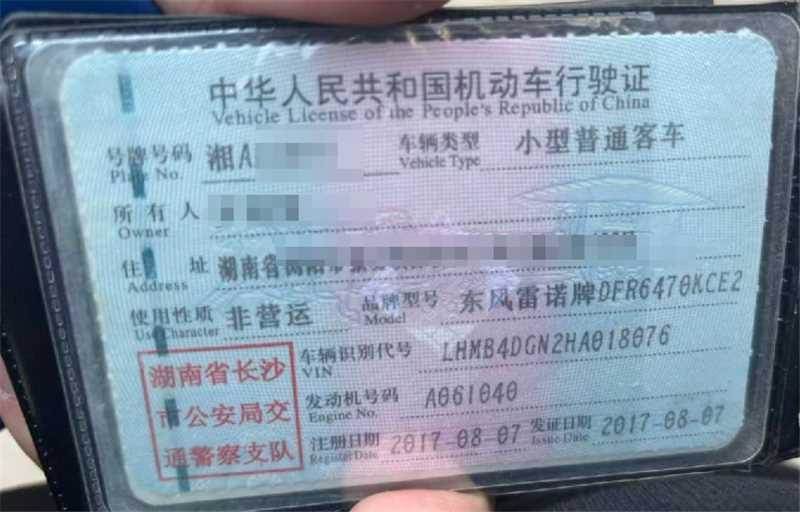 中华人民共和国机动车行驶证
Vehicle License of the People's Republic of China
号牌号码 Plate No. 湘A 车辆类型 Vehicle Type 小型普通客车
所有人 Owner
住址 Address 湖南省
使用性质 Use Character 非营运 品牌型号 Model 东风雷诺牌DFR6470KCE2
车辆识别代号 VIN LHMB4DGN2HA018076
发动机号码 Engine No. A061040
注册日期 Register Date 2017-08-07 发证日期 Issue Date 2017-08-07
湖南省长沙
市公安局交
通警察支队